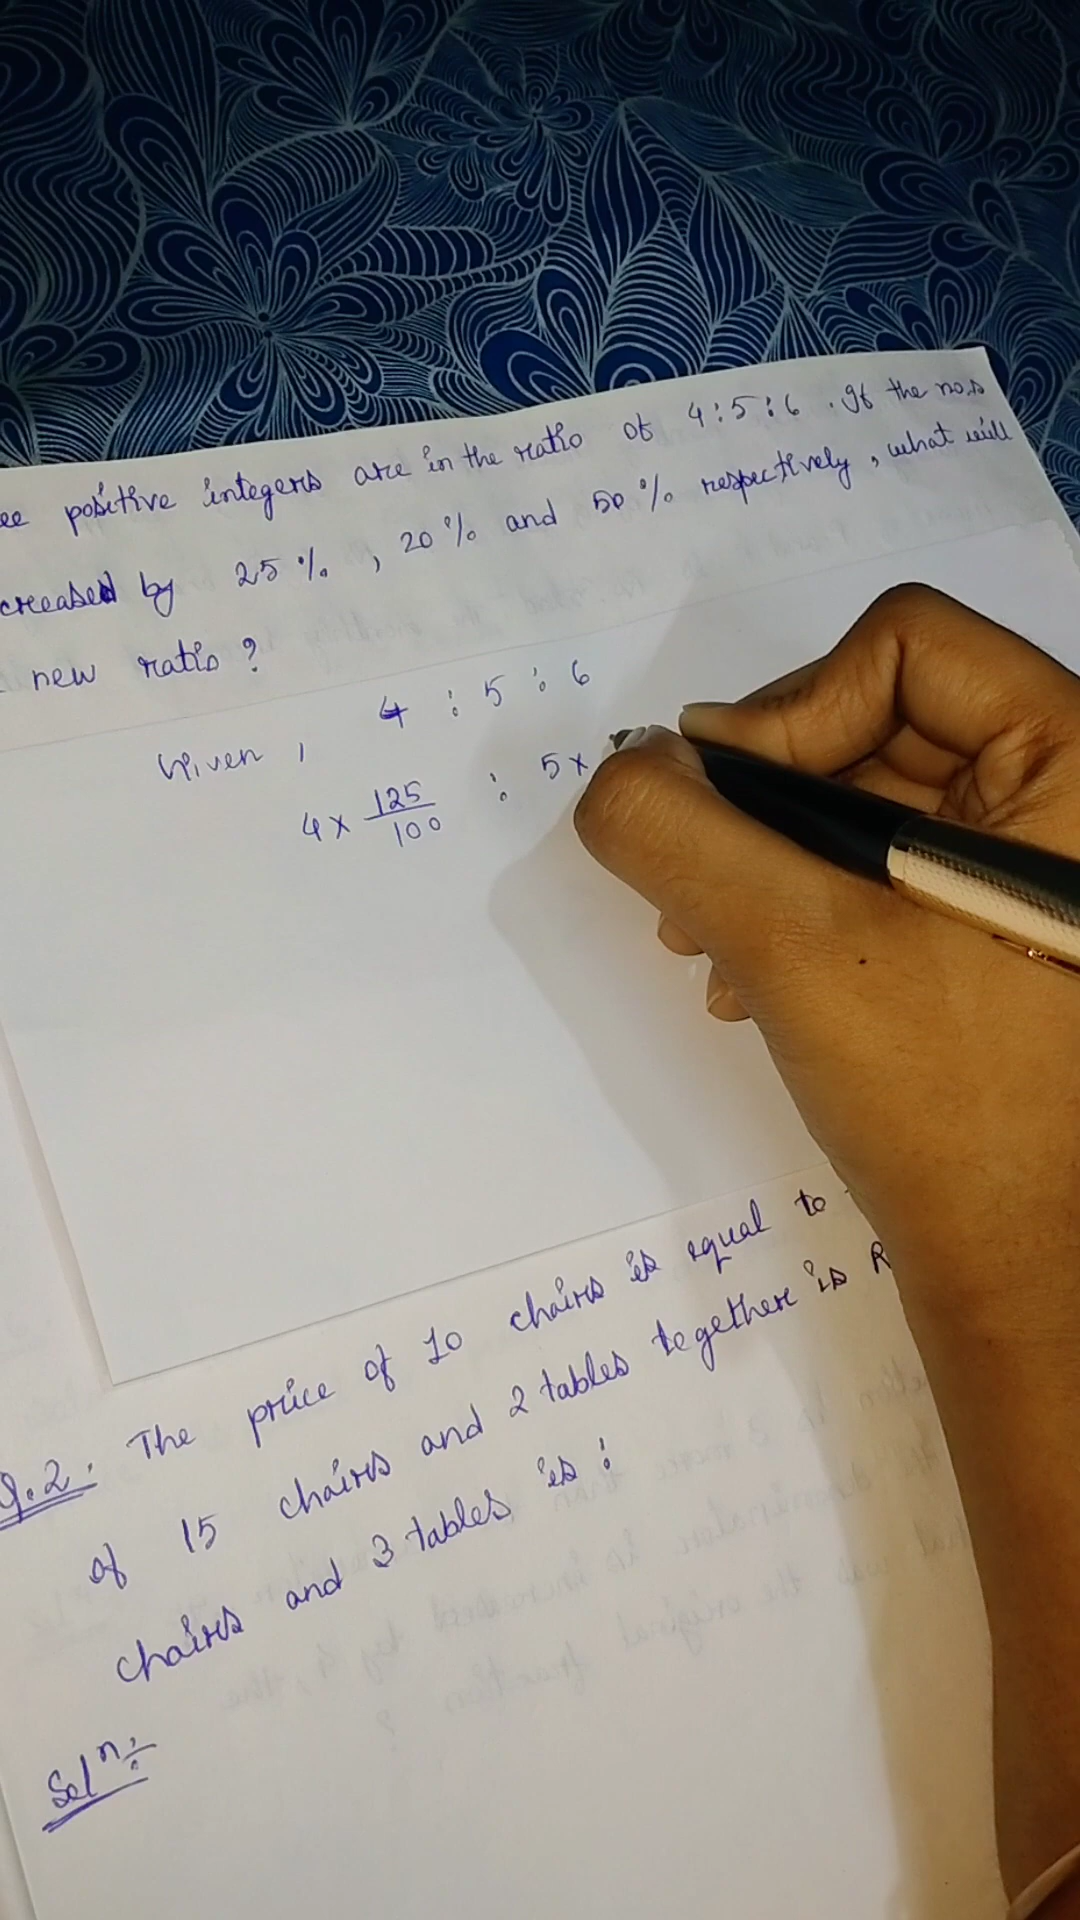 positive integers are in the ratio of 4:5:6 . If the no.s
creased by 25% , 20% and 50% respectively , what will
new ratio ?
Given , 4 : 5 : 6
4 x 125/100 : 5 x
Q.2. The price of 10 chairs is equal to
of 15 chairs and 2 tables together is R
chairs and 3 tables is :
Solⁿ:-